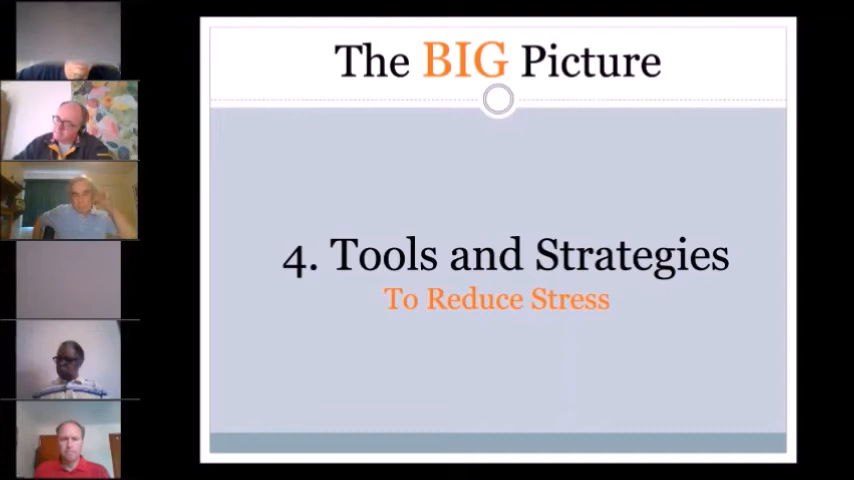 The BIG Picture
4. Tools and Strategies
To Reduce Stress